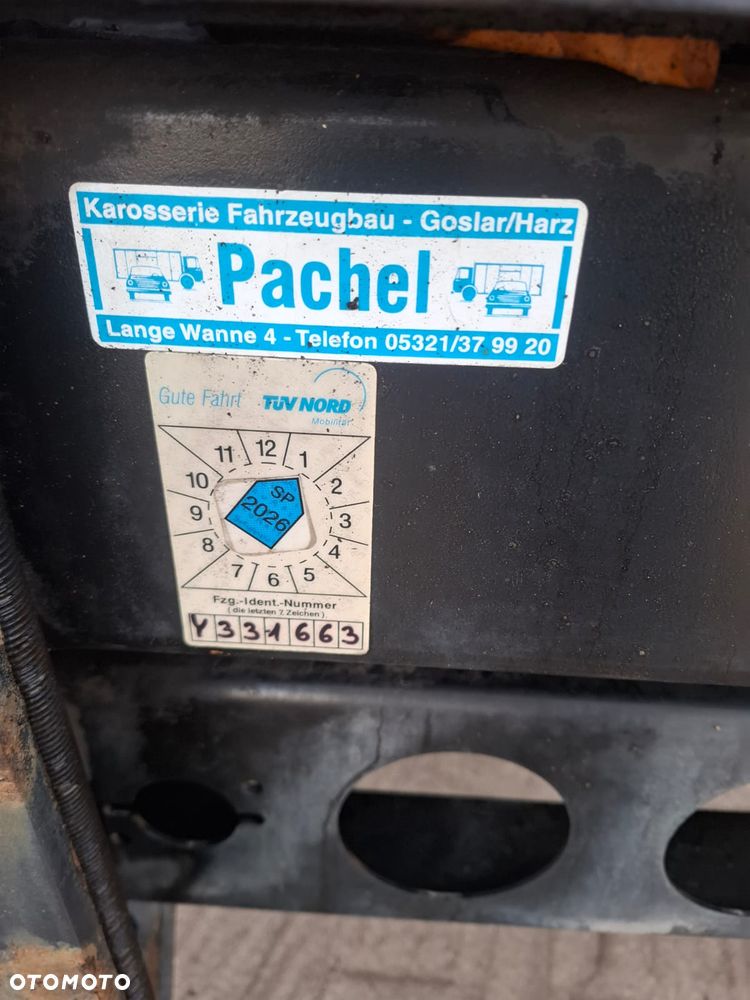 Karosserie Fahrzeugbau - Goslar/Harz
Pachel
Lange Wanne 4 - Telefon 05321/37 99 20
Gute Fahrt TÜV NORD
Mobilität
11 12 1
10 2
9 3
8 4
7 6 5
SP
2026
Fzg.-Ident.-Nummer
(die letzten 7 Zeichen)
Y331663
OTOMOTO